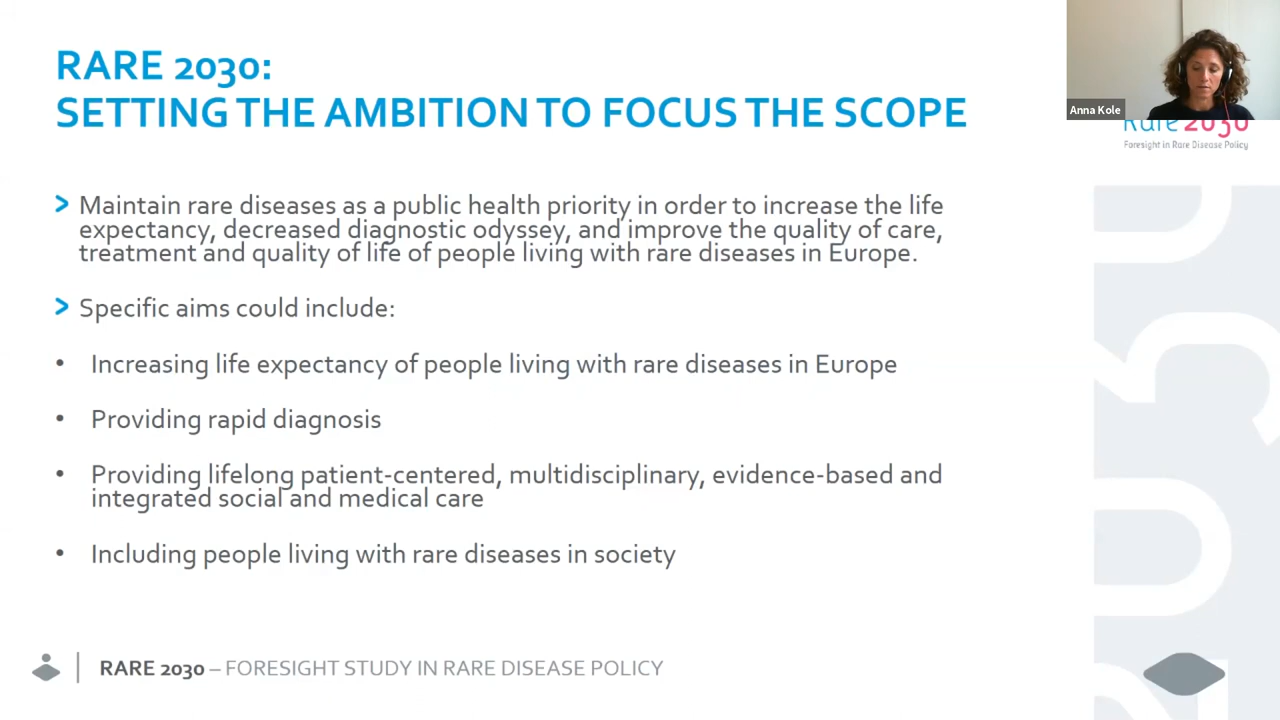 RARE 2030:
SETTING THE AMBITION TO FOCUS THE SCOPE
Anna Kole
Rare 2030
Foresight in Rare Disease Policy
> Maintain rare diseases as a public health priority in order to increase the life
expectancy, decreased diagnostic odyssey, and improve the quality of care,
treatment and quality of life of people living with rare diseases in Europe.
> Specific aims could include:
• Increasing life expectancy of people living with rare diseases in Europe
• Providing rapid diagnosis
• Providing lifelong patient-centered, multidisciplinary, evidence-based and
integrated social and medical care
• Including people living with rare diseases in society
RARE 2030 – FORESIGHT STUDY IN RARE DISEASE POLICY